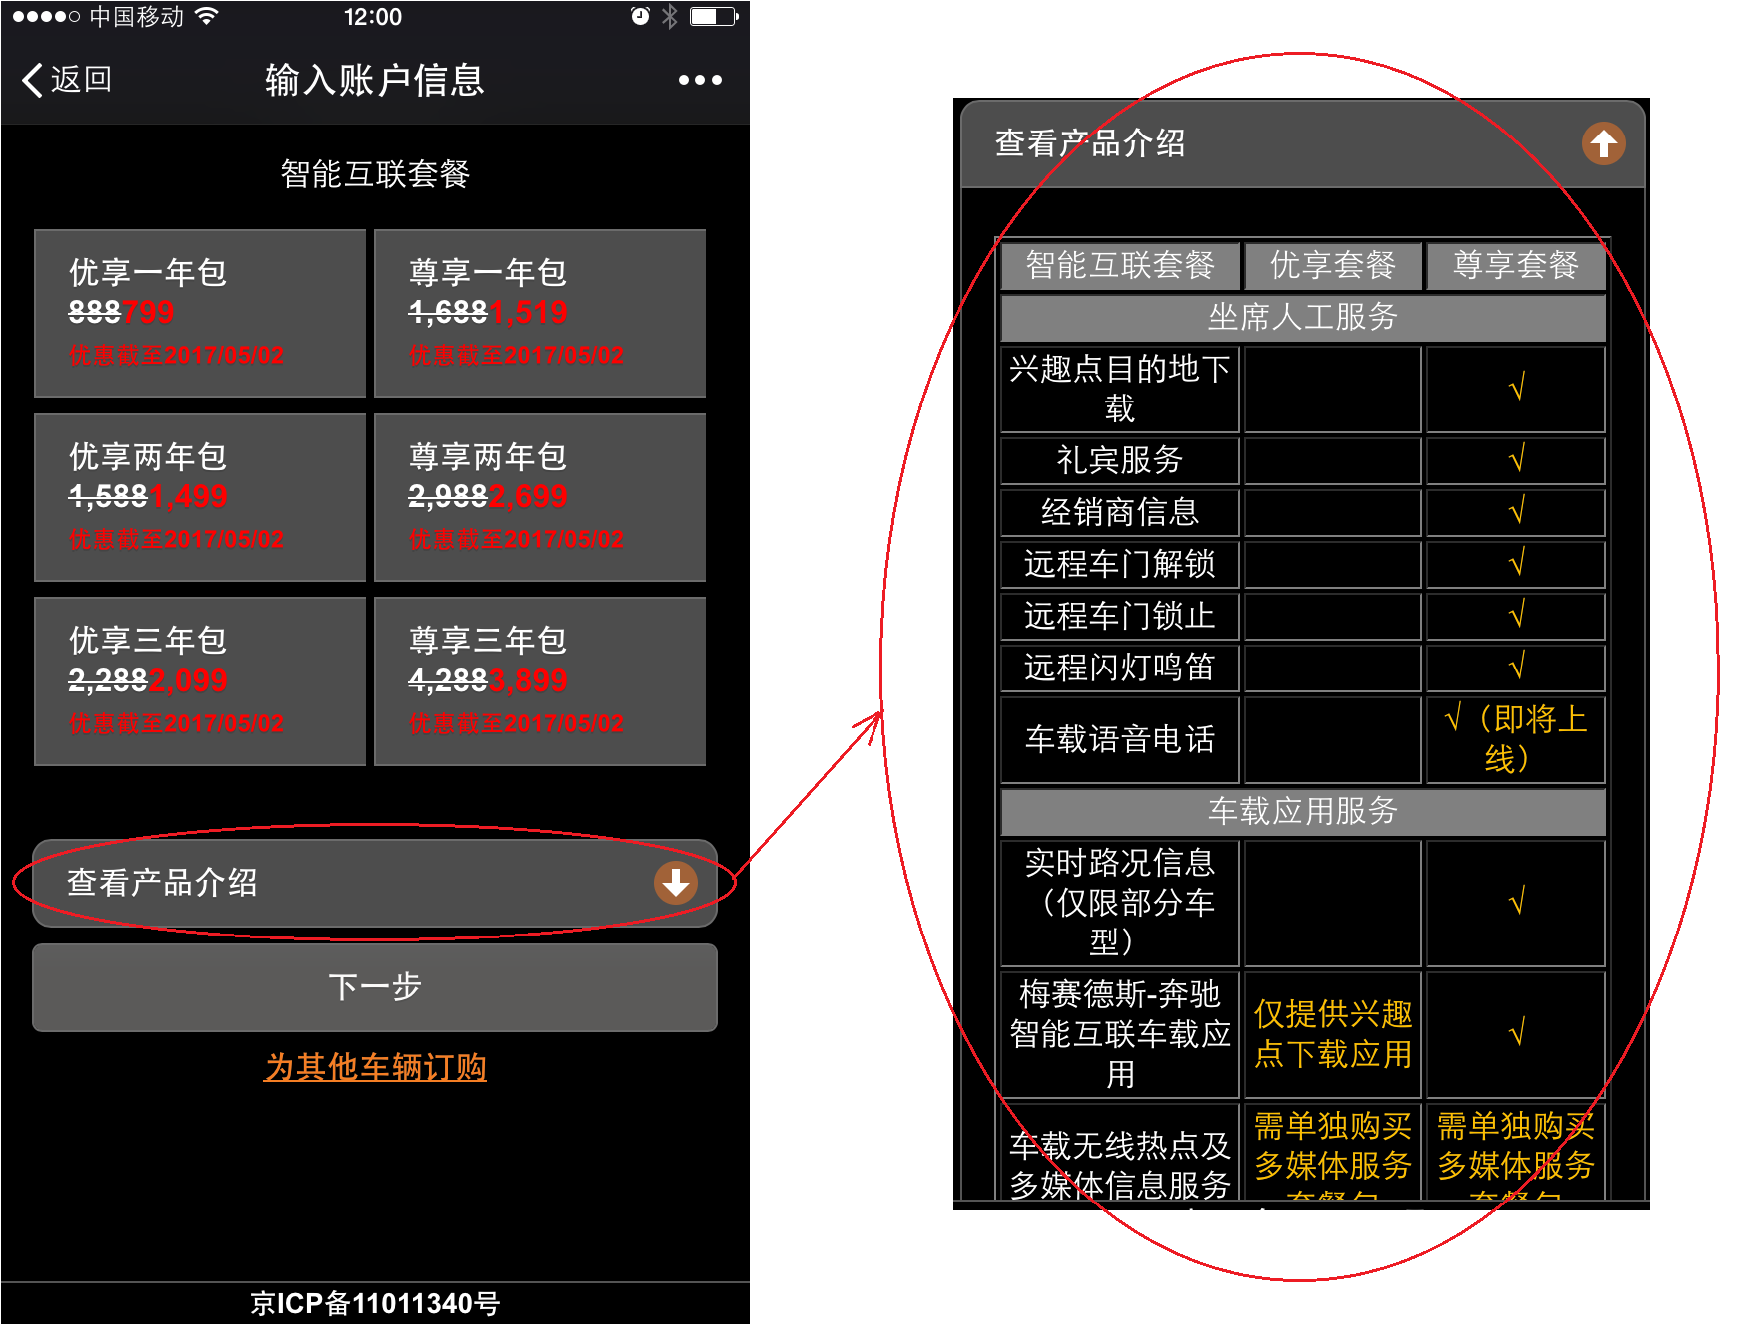 中国移动
12:00
返回
输入账户信息
智能互联套餐
优享一年包
888799
优惠截至2017/05/02
尊享一年包
1,6881,519
优惠截至2017/05/02
优享两年包
1,5881,499
优惠截至2017/05/02
尊享两年包
2,9882,699
优惠截至2017/05/02
优享三年包
2,2882,099
优惠截至2017/05/02
尊享三年包
4,2883,899
优惠截至2017/05/02
查看产品介绍
下一步
为其他车辆订购
京ICP备11011340号
查看产品介绍
智能互联套餐 优享套餐 尊享套餐
坐席人工服务
兴趣点目的地下
载
√
礼宾服务 √
经销商信息 √
远程车门解锁 √
远程车门锁止 √
远程闪灯鸣笛 √
车载语音电话
√（即将上
线）
车载应用服务
实时路况信息
（仅限部分车
型）
√
梅赛德斯-奔驰
智能互联车载应
用
仅提供兴趣
点下载应用
√
车载无线热点及
多媒体信息服务
需单独购买
多媒体服务
套餐包
需单独购买
多媒体服务
套餐包